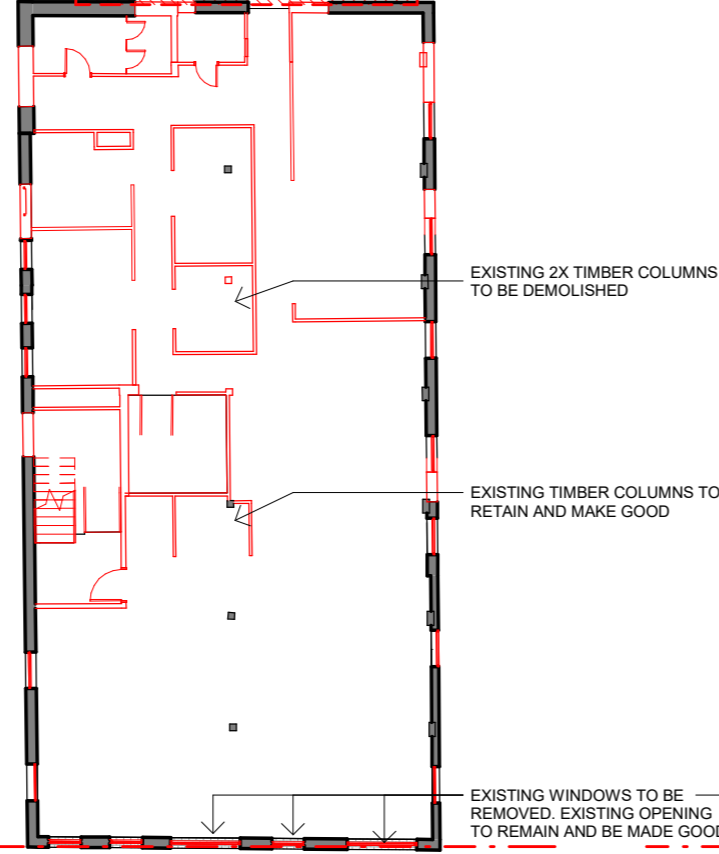 EXISTING 2X TIMBER COLUMNS
TO BE DEMOLISHED
EXISTING TIMBER COLUMNS TO
RETAIN AND MAKE GOOD
EXISTING WINDOWS TO BE
REMOVED. EXISTING OPENING
TO REMAIN AND BE MADE GOOD